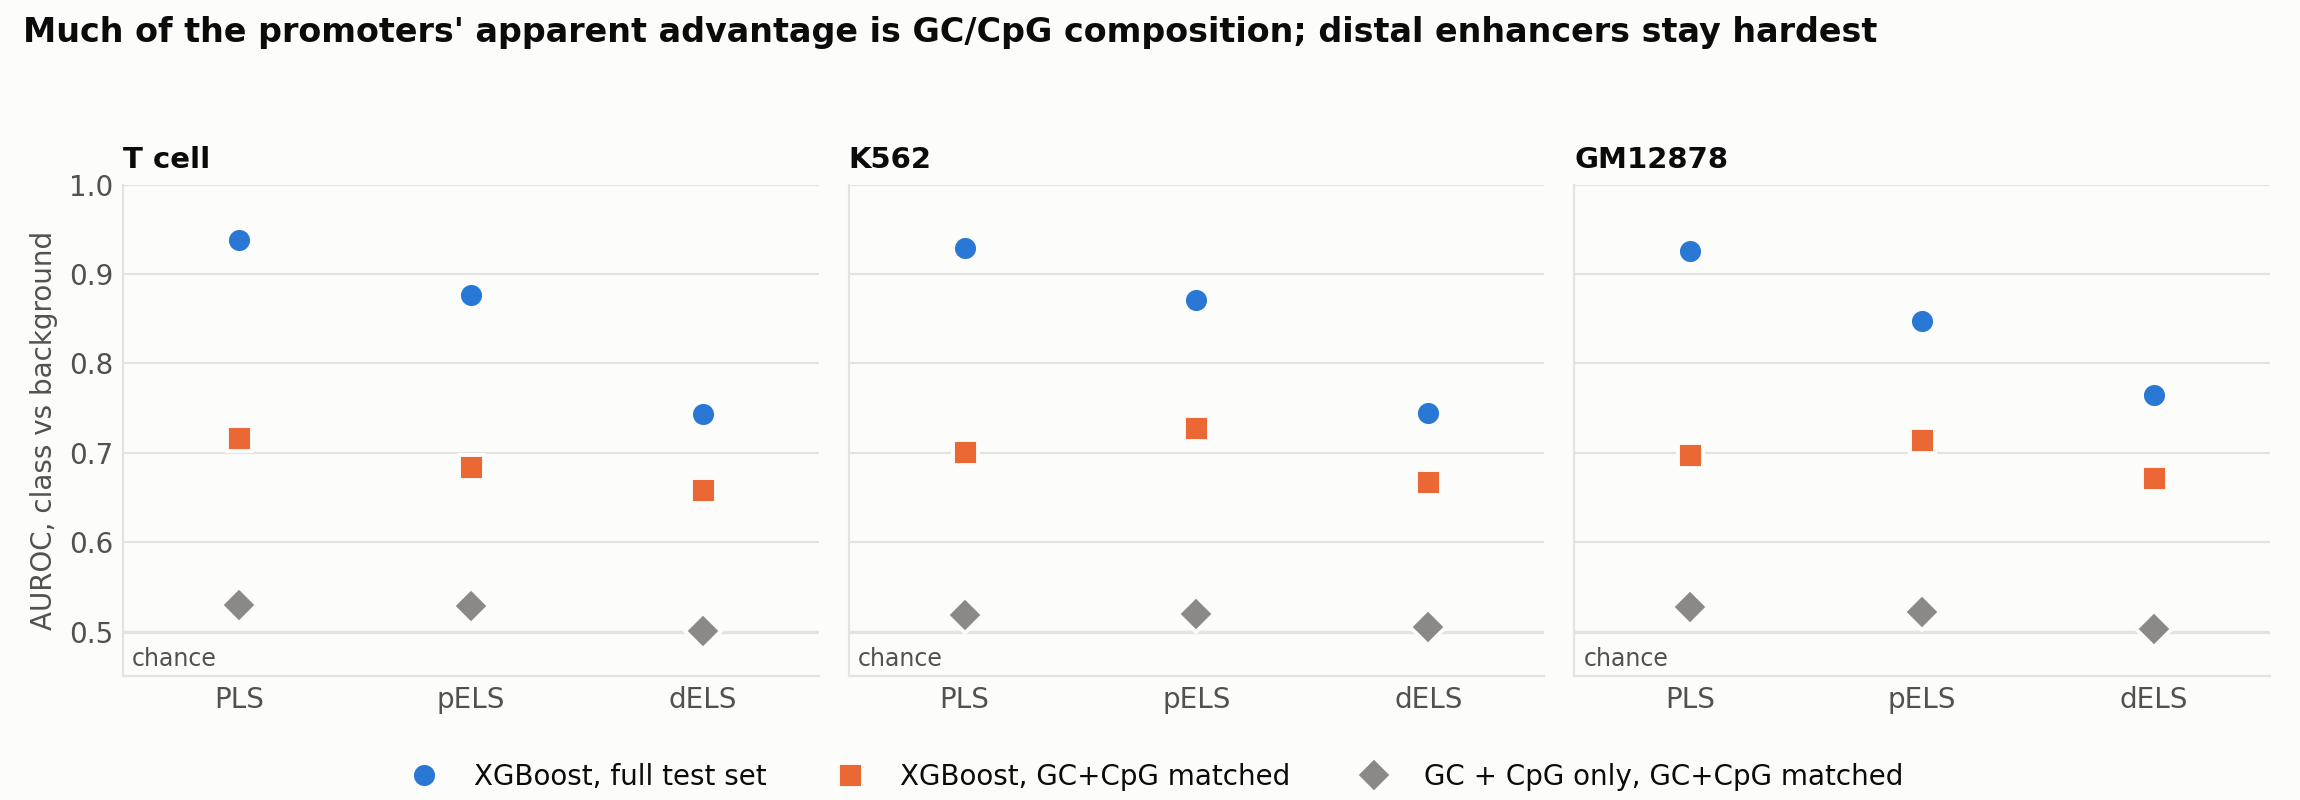 Much of the promoters' apparent advantage is GC/CpG composition; distal enhancers stay hardest
T cell
K562
GM12878
AUROC, class vs background
1.0
0.9
0.8
0.7
0.6
0.5
chance
chance
chance
PLS pELS dELS
PLS pELS dELS
PLS pELS dELS
XGBoost, full test set
XGBoost, GC+CpG matched
GC + CpG only, GC+CpG matched